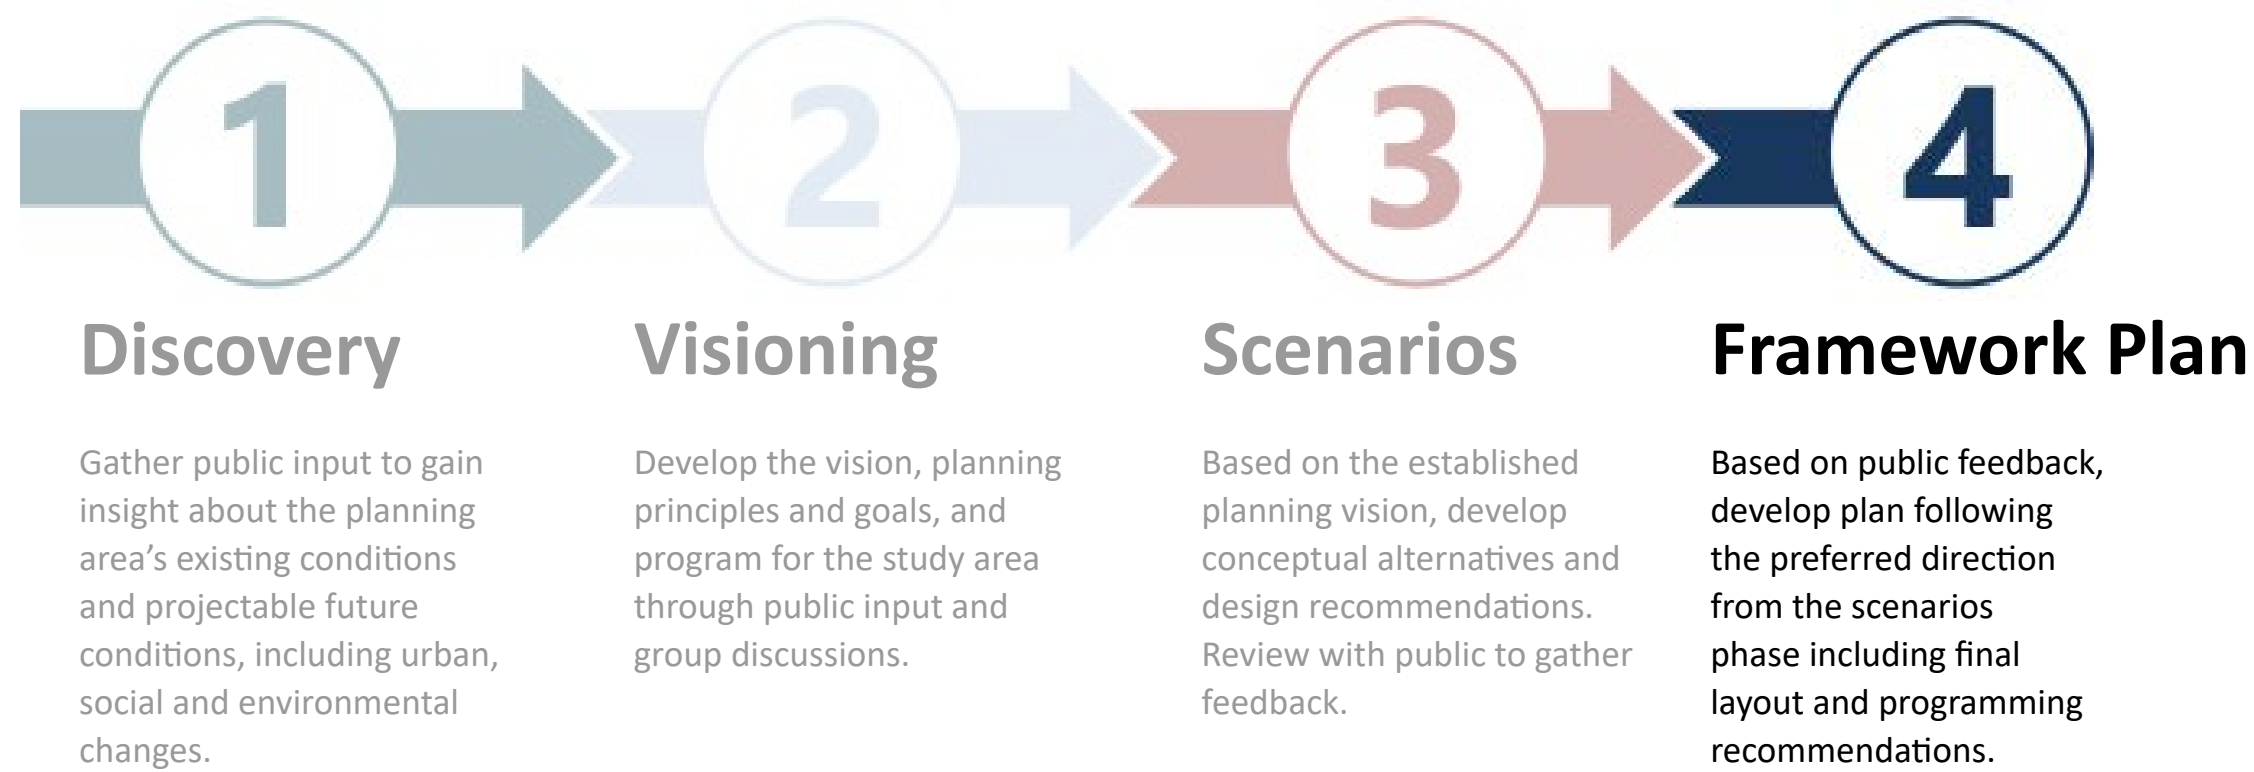 1
Discovery
Gather public input to gain
insight about the planning
area’s existing conditions
and projectable future
conditions, including urban,
social and environmental
changes.
2
Visioning
Develop the vision, planning
principles and goals, and
program for the study area
through public input and
group discussions.
3
Scenarios
Based on the established
planning vision, develop
conceptual alternatives and
design recommendations.
Review with public to gather
feedback.
4
Framework Plan
Based on public feedback,
develop plan following
the preferred direction
from the scenarios
phase including final
layout and programming
recommendations.